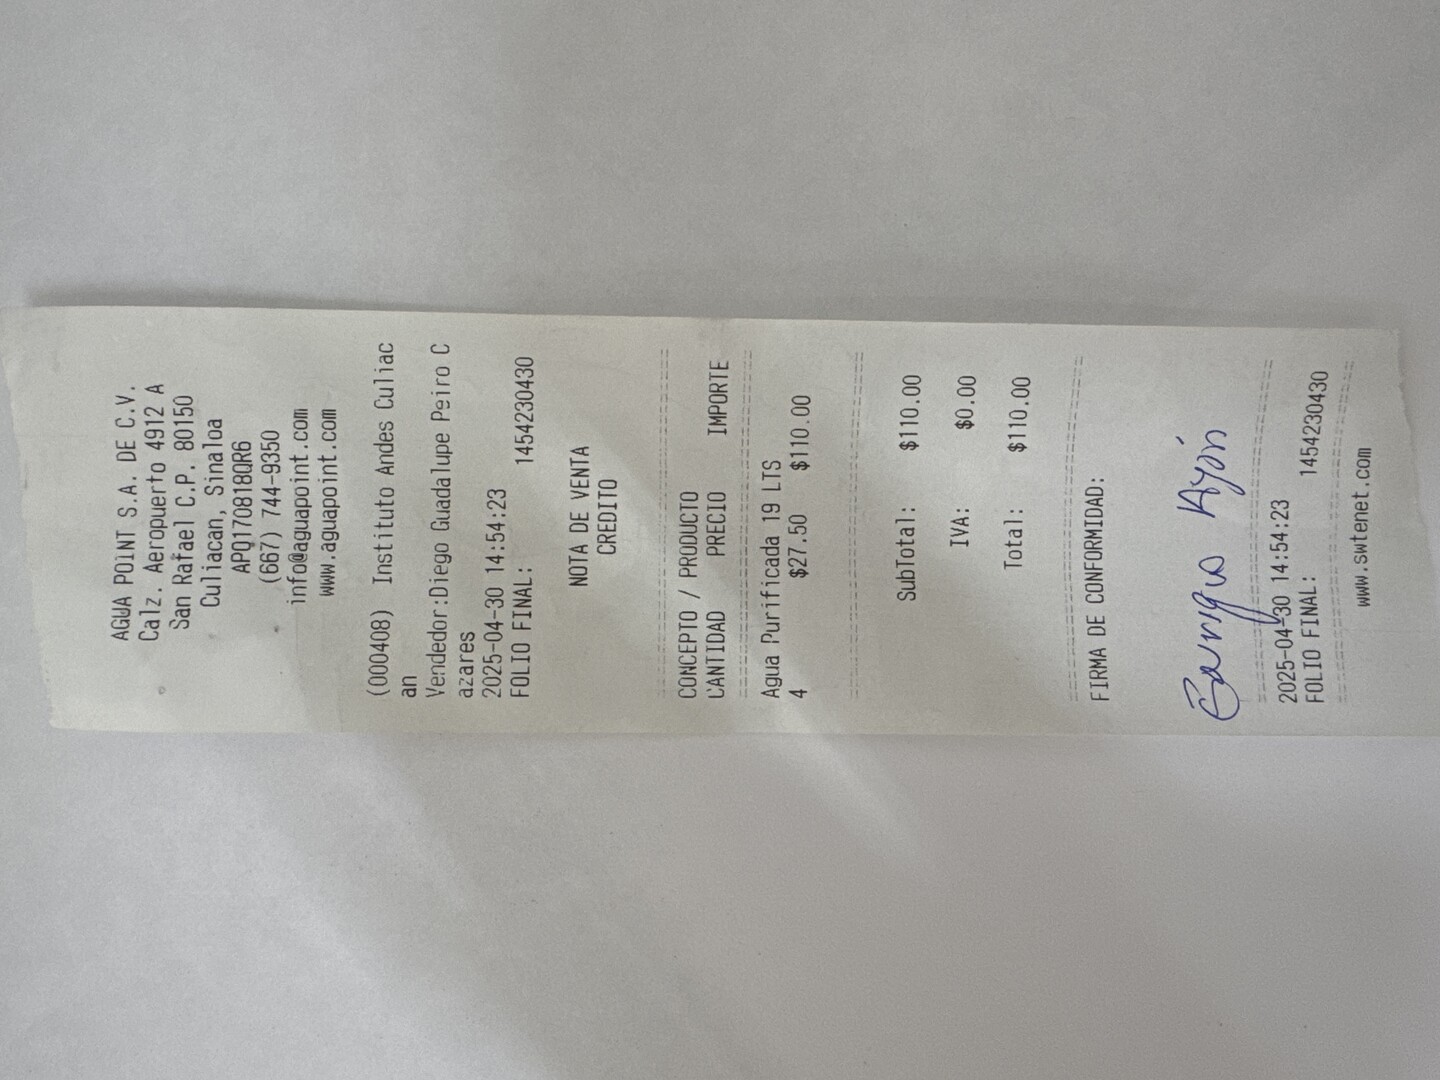 AGUA POINT S.A. DE C.V.
Calz. Aeropuerto 4912 A
San Rafael C.P. 80150
Culiacan, Sinaloa
APO170818QR6
(667) 744-9350
info@aguapoint.com
www.aguapoint.com
(000408) Instituto Andes Culiac
an
Vendedor:Diego Guadalupe Peiro C
azares
2025-04-30 14:54:23
FOLIO FINAL: 1454230430
NOTA DE VENTA
CREDITO
CONCEPTO / PRODUCTO
CANTIDAD PRECIO IMPORTE
Agua Purificada 19 LTS
4 $27.50 $110.00
SubTotal: $110.00
IVA: $0.00
Total: $110.00
FIRMA DE CONFORMIDAD:
Ayón
2025-04-30 14:54:23
FOLIO FINAL: 1454230430
www.swtenet.com